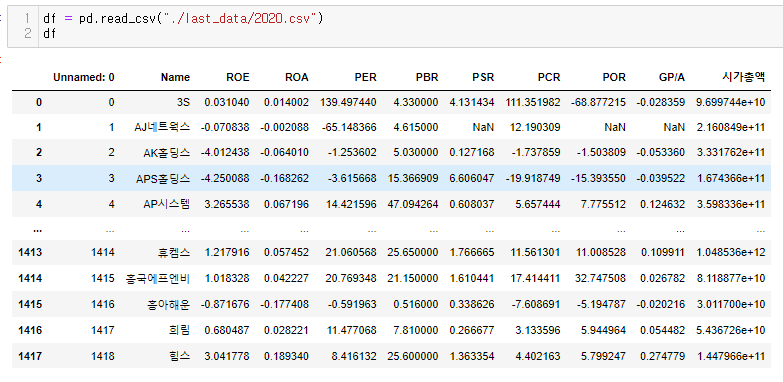 1 df = pd.read_csv("./last_data/2020.csv")
2 df
Unnamed: 0 Name ROE ROA PER PBR PSR PCR POR GP/A 시가총액
0 0 3S 0.031040 0.014002 139.497440 4.330000 4.131434 111.351982 -68.877215 -0.028359 9.699744e+10
1 1 AJ네트웍스 -0.070838 -0.002088 -65.148366 4.615000 NaN 12.190309 NaN NaN 2.160849e+11
2 2 AK홀딩스 -4.012438 -0.064010 -1.253602 5.030000 0.127168 -1.737859 -1.503809 -0.053360 3.331762e+11
3 3 APS홀딩스 -4.250088 -0.168262 -3.615668 15.366909 6.606047 -19.918749 -15.393550 -0.039522 1.674366e+11
4 4 AP시스템 3.265538 0.067196 14.421596 47.094264 0.608037 5.657444 7.775512 0.124632 3.598336e+11
... ... ... ... ... ... ... ... ... ... ... ...
1413 1414 휴켐스 1.217916 0.057452 21.060568 25.650000 1.766665 11.561301 11.008528 0.109911 1.048536e+12
1414 1415 흥국에프엔비 1.018328 0.042227 20.769348 21.150000 1.610441 17.414411 32.747508 0.026782 8.118877e+10
1415 1416 흥아해운 -0.871676 -0.177408 -0.591963 0.516000 0.338626 -7.608691 -5.194787 -0.020216 3.011700e+10
1416 1417 희림 0.680487 0.028221 11.477068 7.810000 0.266677 3.133596 5.944964 0.054482 5.436726e+10
1417 1418 힘스 3.041778 0.189340 8.416132 25.600000 1.363354 4.402163 5.799247 0.274779 1.447966e+11